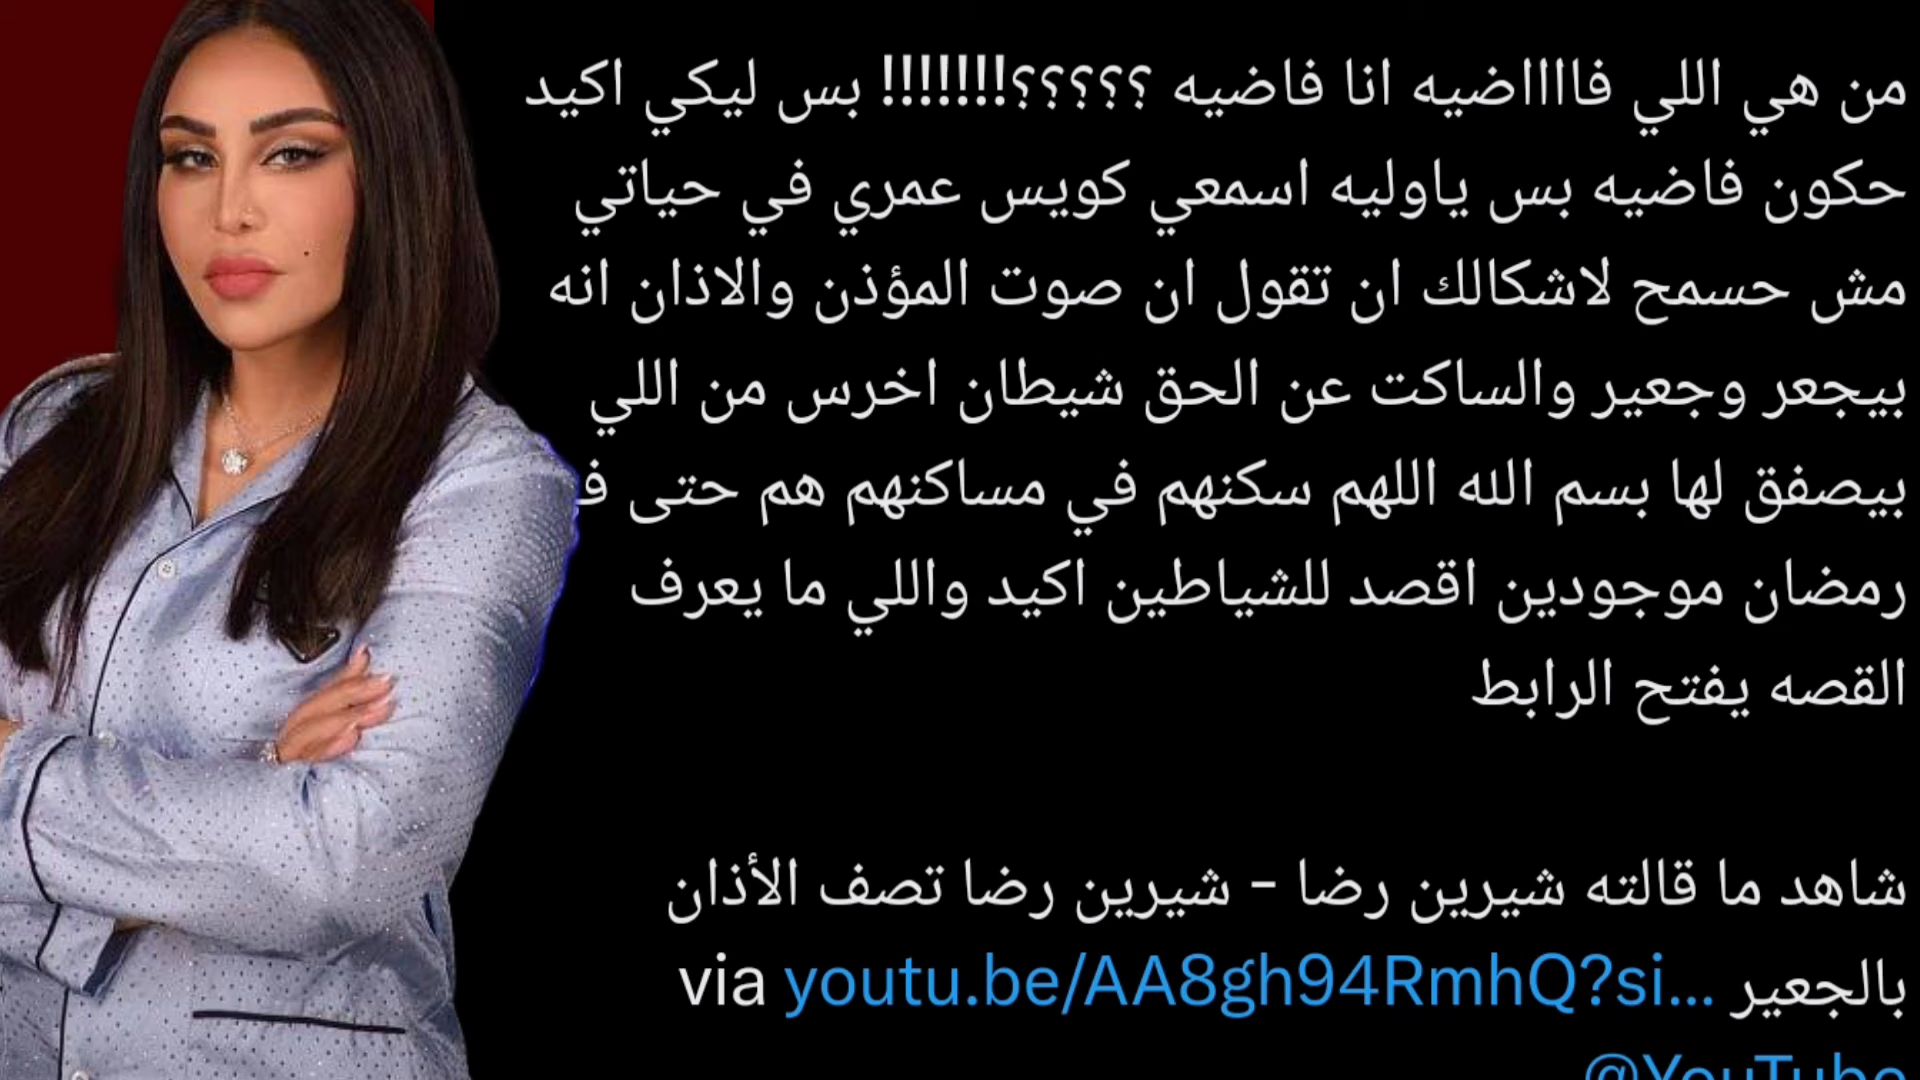 من هي اللي فااااضيه انا فاضيه ؟؟؟؟؟!!!!!!! بس ليكي اكيد
حكون فاضيه بس ياوليه اسمعي كويس عمري في حياتي
مش حسمح لاشكالك ان تقول ان صوت المؤذن والاذان انه
بيجعر وجعير والساكت عن الحق شيطان اخرس من اللي
بيصفق لها بسم الله اللهم سكنهم في مساكنهم هم حتى ف
رمضان موجودين اقصد للشياطين اكيد واللي ما يعرف
القصه يفتح الرابط
شاهد ما قالته شيرين رضا - شيرين رضا تصف الأذان
بالجعير youtu.be/AA8gh94RmhQ?si... via
@YouTube